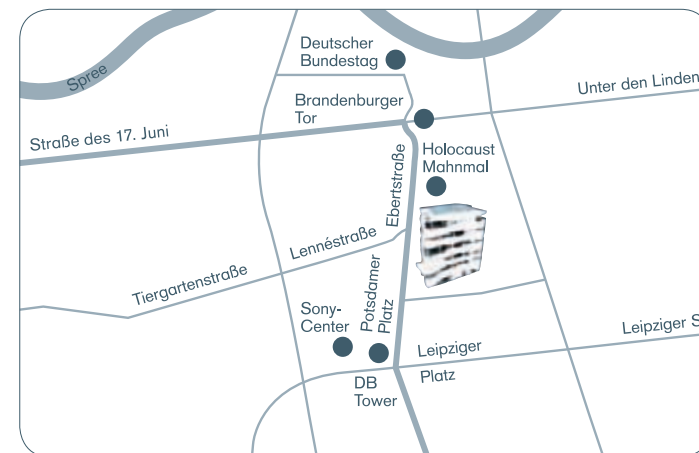 Deutscher
Bundestag
Spree
Unter den Linden
Brandenburger
Tor
Straße des 17. Juni
Holocaust
Mahnmal
Ebertstraße
Lennéstraße
Tiergartenstraße
Potsdamer
Platz
Sony-
Center
Leipziger S
Leipziger
Platz
DB
Tower